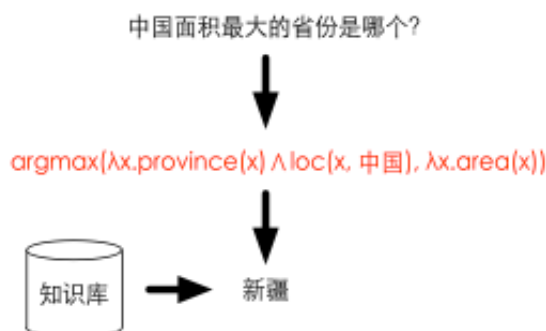 中国面积最大的省份是哪个?
argmax(λx.province(x)∧loc(x, 中国), λx.area(x))
知识库
新疆